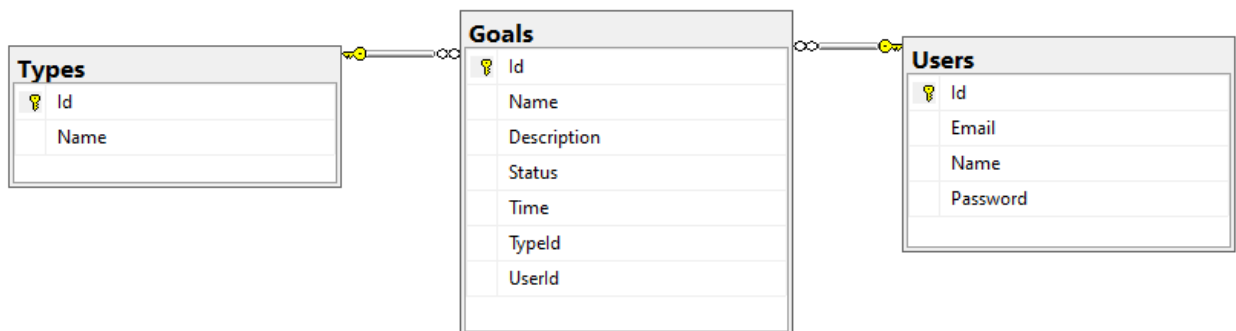 Types
Id
Name
Goals
Id
Name
Description
Status
Time
TypeId
UserId
Users
Id
Email
Name
Password